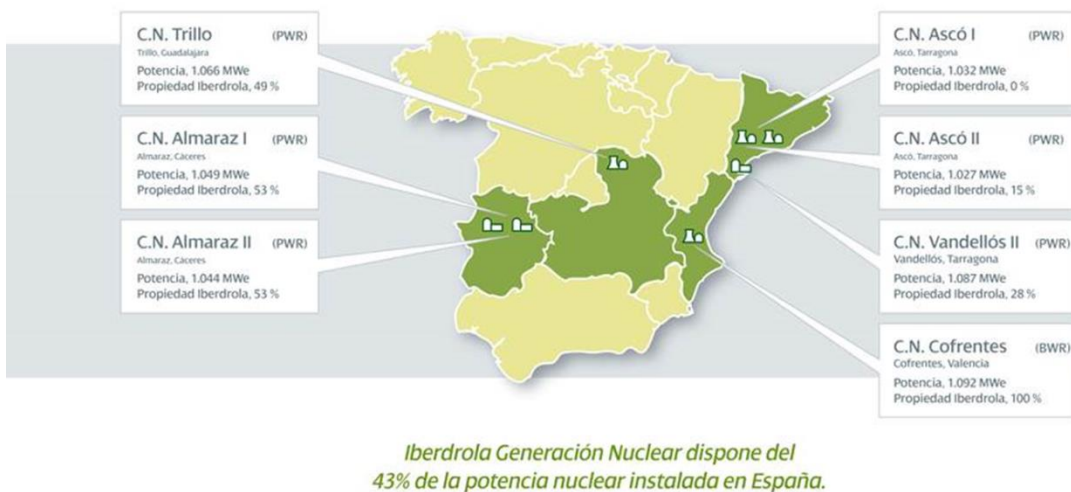 C.N. Trillo (PWR)
Trillo, Guadalajara
Potencia, 1.066 MWe
Propiedad Iberdrola, 49 %
C.N. Almaraz I (PWR)
Almaraz, Cáceres
Potencia, 1.049 MWe
Propiedad Iberdrola, 53 %
C.N. Almaraz II (PWR)
Almaraz, Cáceres
Potencia, 1.044 MWe
Propiedad Iberdrola, 53 %
C.N. Ascó I (PWR)
Ascó, Tarragona
Potencia, 1.032 MWe
Propiedad Iberdrola, 0 %
C.N. Ascó II (PWR)
Ascó, Tarragona
Potencia, 1.027 MWe
Propiedad Iberdrola, 15 %
C.N. Vandellós II (PWR)
Vandellós, Tarragona
Potencia, 1.087 MWe
Propiedad Iberdrola, 28 %
C.N. Cofrentes (BWR)
Cofrentes, Valencia
Potencia, 1.092 MWe
Propiedad Iberdrola, 100 %
Iberdrola Generación Nuclear dispone del
43% de la potencia nuclear instalada en España.